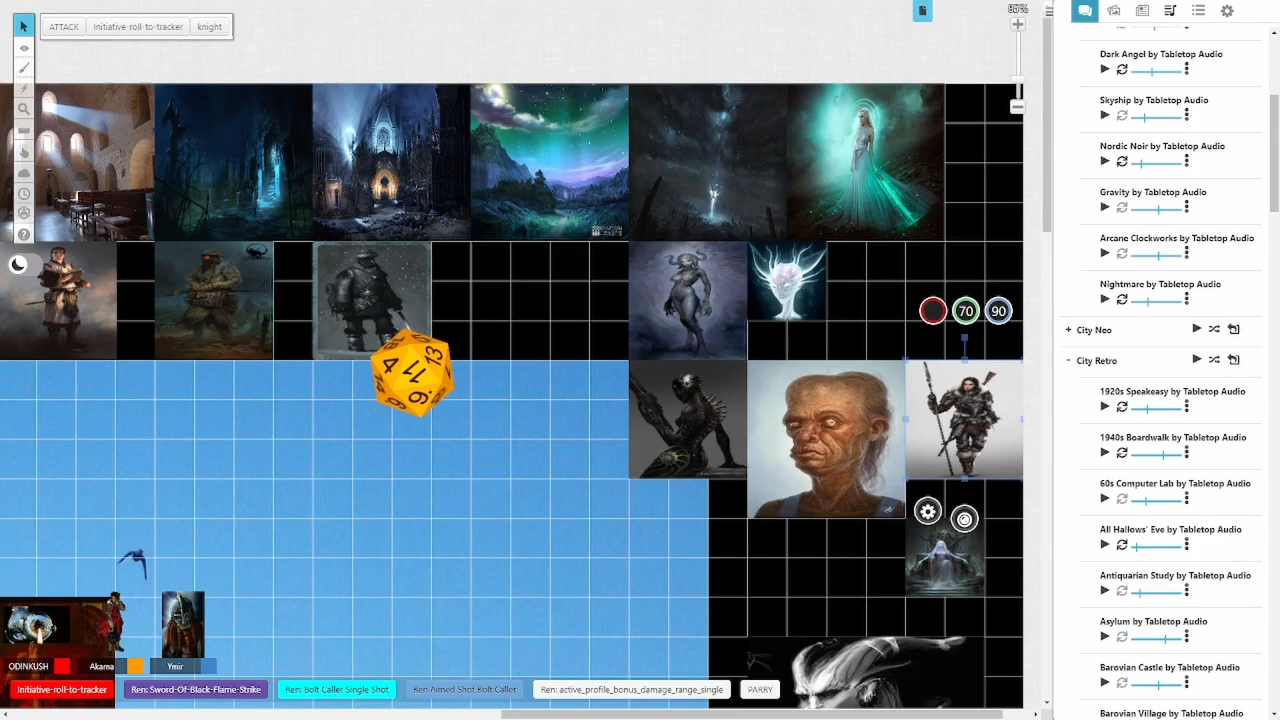 ATTACK
Initiative-roll-to-tracker
knight
85%
Dark Angel by Tabletop Audio
Skyship by Tabletop Audio
Nordic Noir by Tabletop Audio
Gravity by Tabletop Audio
Arcane Clockworks by Tabletop Audio
Nightmare by Tabletop Audio
70
90
+ City Neo
- City Retro
13
4
11
9.
1920s Speakeasy by Tabletop Audio
1940s Boardwalk by Tabletop Audio
60s Computer Lab by Tabletop Audio
All Hallows' Eve by Tabletop Audio
Antiquarian Study by Tabletop Audio
Asylum by Tabletop Audio
Barovian Castle by Tabletop Audio
Barovian Village by Tabletop Audio
ODINKUSH
Akama
Ymir
Initiative-roll-to-tracker
Ren: Sword-Of-Black-Flame-Strike
Ren: Bolt Caller Single Shot
Ren Aimed Shot Bolt Caller
Ren: active_profile_bonus_damage_range_single
PARRY